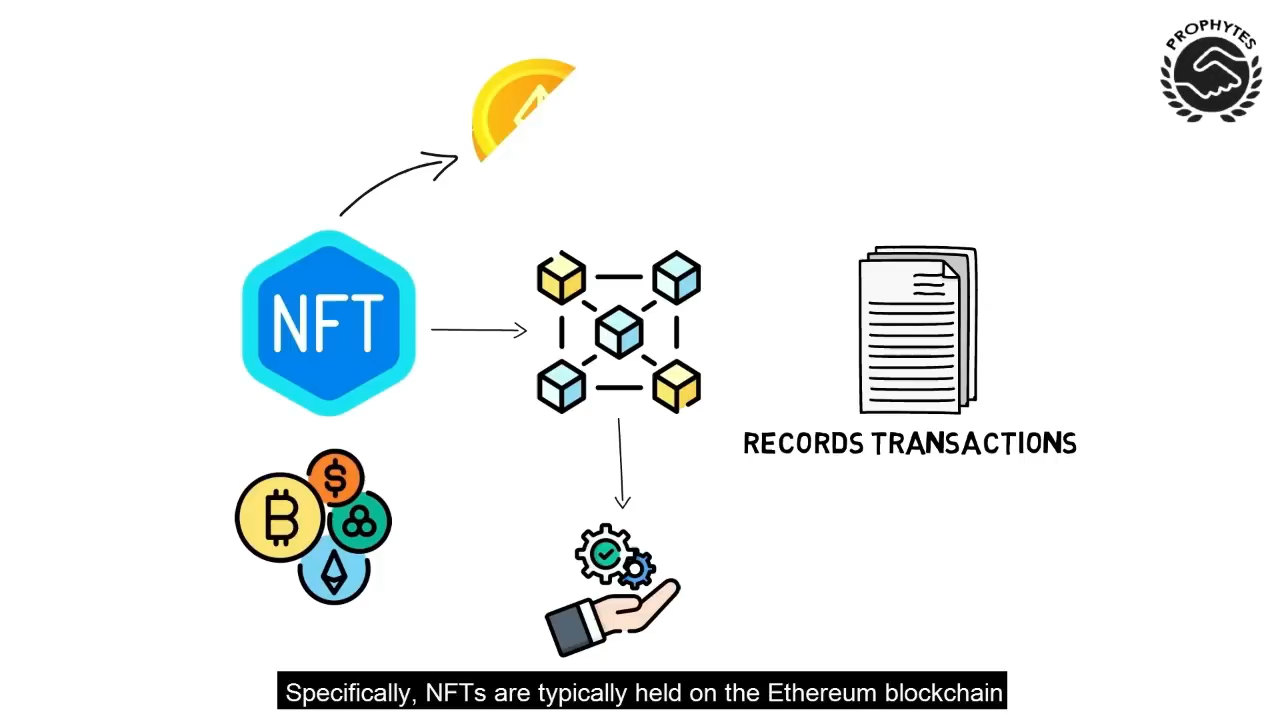 PROPHYTES
NFT
RECORDS TRANSACTIONS
Specifically, NFTs are typically held on the Ethereum blockchain